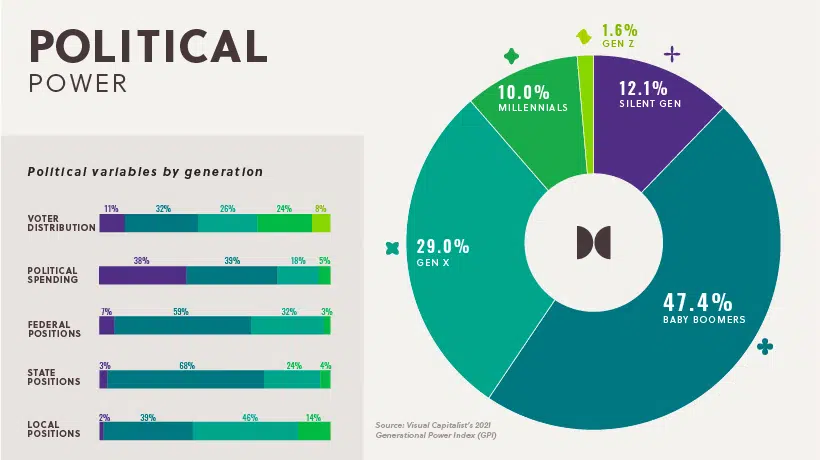 POLITICAL
POWER
Political variables by generation
11% 32% 26% 24% 8%
VOTER
DISTRIBUTION
38% 39% 18% 5%
POLITICAL
SPENDING
7% 59% 32% 3%
FEDERAL
POSITIONS
3% 68% 24% 4%
STATE
POSITIONS
2% 39% 46% 14%
LOCAL
POSITIONS
1.6%
GEN Z
10.0%
MILLENNIALS
12.1%
SILENT GEN
29.0%
GEN X
47.4%
BABY BOOMERS
Source: Visual Capitalist's 2021
Generational Power Index (GPI)